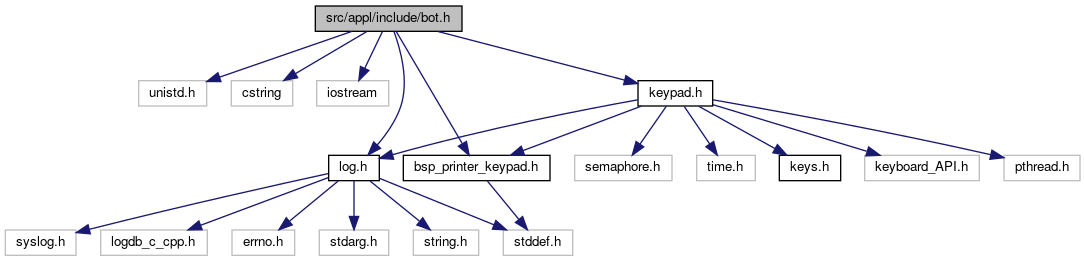 src/appl/include/bot.h
unistd.h
cstring
iostream
keypad.h
log.h
bsp_printer_keypad.h
semaphore.h
time.h
keys.h
keyboard_API.h
pthread.h
syslog.h
logdb_c_cpp.h
errno.h
stdarg.h
string.h
stddef.h